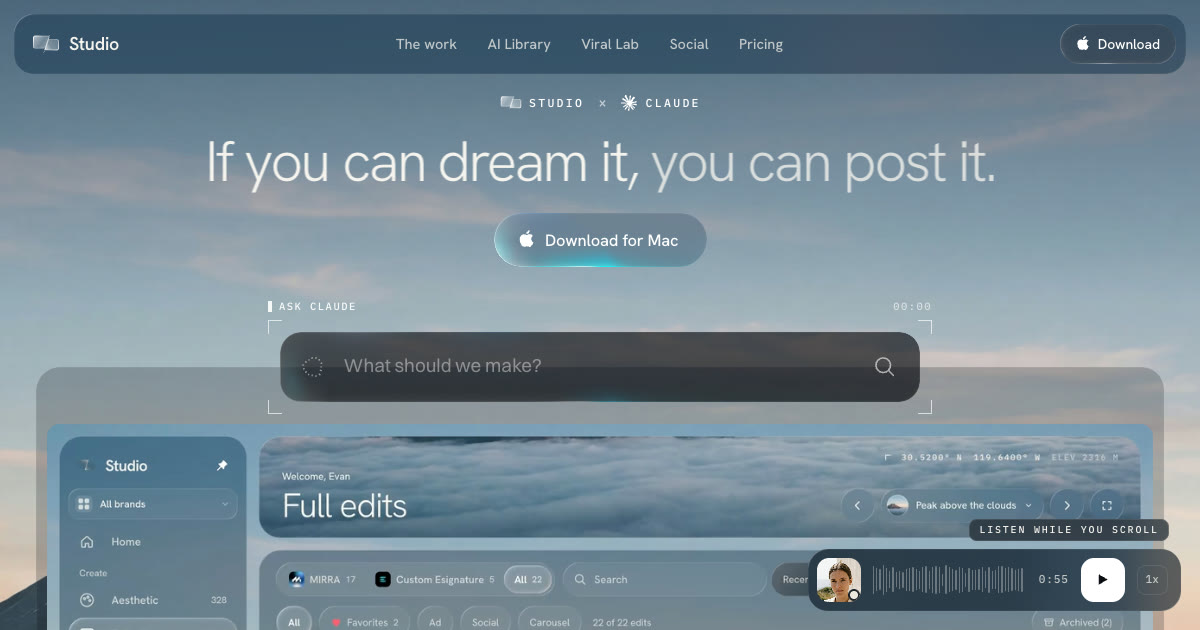 Studio
The work
AI Library
Viral Lab
Social
Pricing
Download
STUDIO × CLAUDE
If you can dream it, you can post it.
Download for Mac
ASK CLAUDE
00:00
What should we make?
Studio
All brands
Home
Create
Aesthetic 328
30.5200° N 119.6400° W ELEV 2316 M
Welcome, Evan
Full edits
Peak above the clouds
LISTEN WHILE YOU SCROLL
MIRRA 17
Custom Esignature 5
All 22
Search
Recen
0:55
1x
All
Favorites 2
Ad
Social
Carousel
22 of 22 edits
Archived (2)